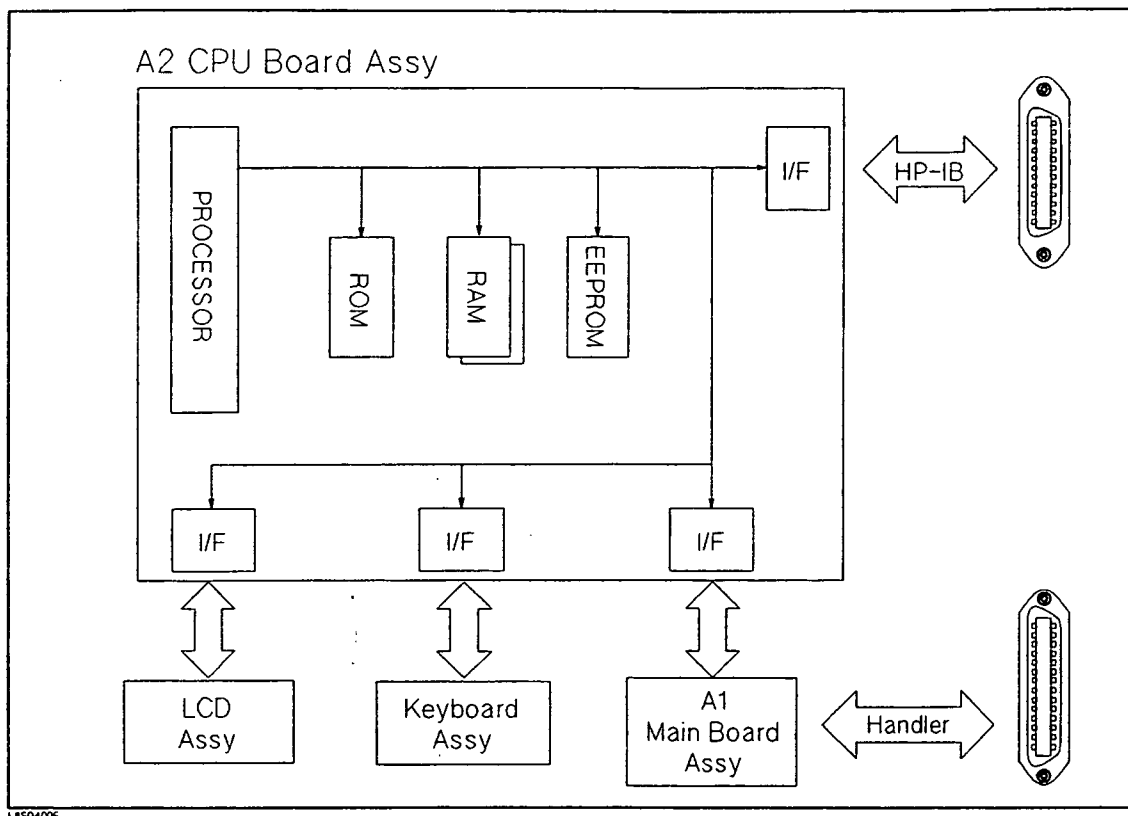 A2 CPU Board Assy
PROCESSOR
ROM
RAM
EEPROM
I/F
HP-IB
I/F
I/F
I/F
LCD
Assy
Keyboard
Assy
A1
Main Board
Assy
Handler